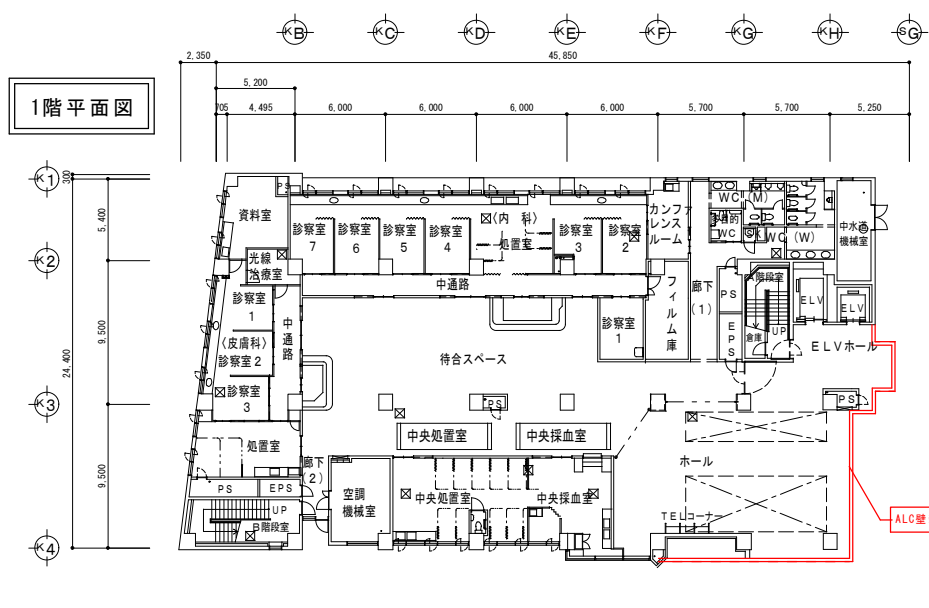 KB
KC
KD
KE
KF
KG
KH
SG
2,350
45,850
5,200
705
4,495
6,000
6,000
6,000
6,000
5,700
5,700
5,250
1階平面図
K1
K2
K3
K4
300
5,400
9,500
9,500
24,400
PS
資料室
光線
治療室
診察室
7
診察室
6
診察室
5
診察室
4
〈内 科〉
処置室
診察室
3
診察室
2
カンファ
レンス
ルーム
WC (M)
多目的
WC
SK
WC (W)
中水道
機械室
中通路
診察室
1
フィルム庫
廊下
(1)
PS
EPS
A階段室
倉庫
UP
ELV
ELV
ELVホール
診察室
1
〈皮膚科〉
診察室2
診察室
3
中通路
待合スペース
PS
PS
中央処置室
中央採血室
ホール
処置室
廊下
(2)
PS
EPS
UP
B階段室
空調
機械室
中央処置室
中央採血室
TELコーナー
ALC壁